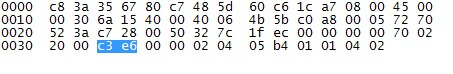 0000 c8 3a 35 67 80 c7 48 5d 60 c6 1c a7 08 00 45 00
0010 00 30 6a 15 40 00 40 06 4b 5b c0 a8 00 05 72 70
0020 52 3a c7 28 00 50 32 7c 1f ec 00 00 00 00 70 02
0030 20 00 c3 e6 00 00 02 04 05 b4 01 01 04 02